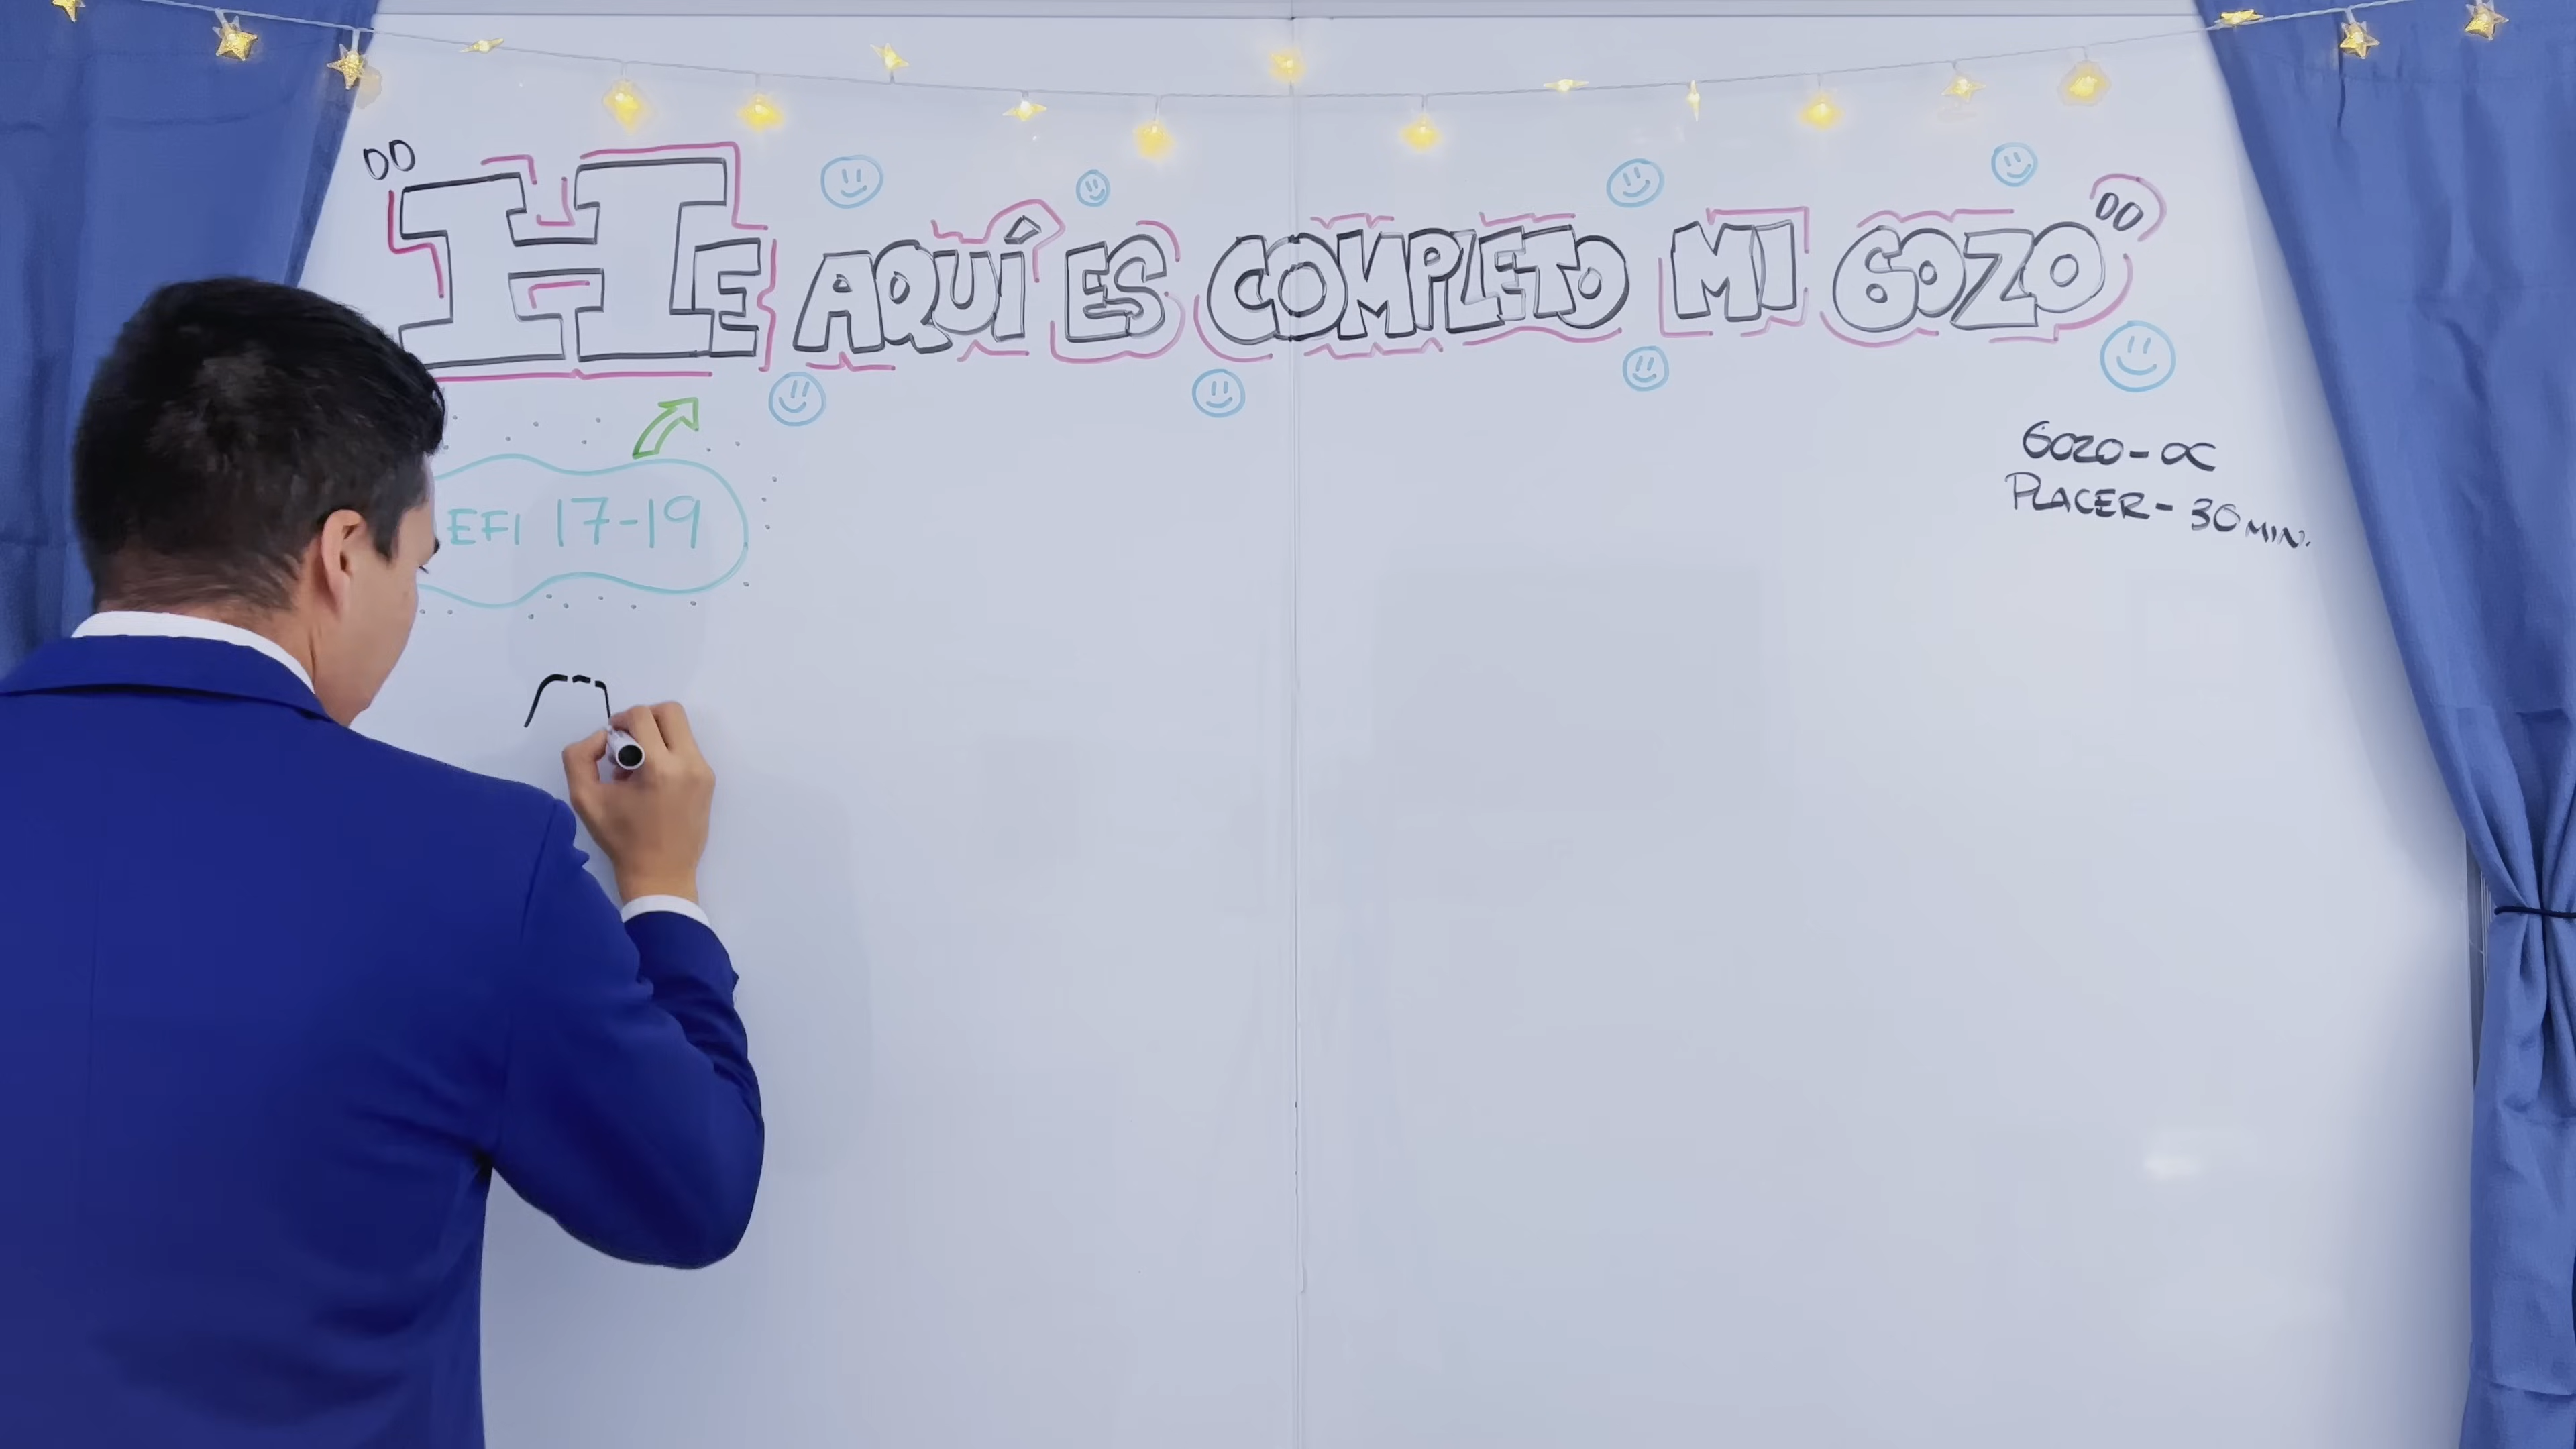 "HE AQUÍ ES COMPLETO MI GOZO"
EFI 17-19
GOZO - ∝
PLACER - 30 MIN.